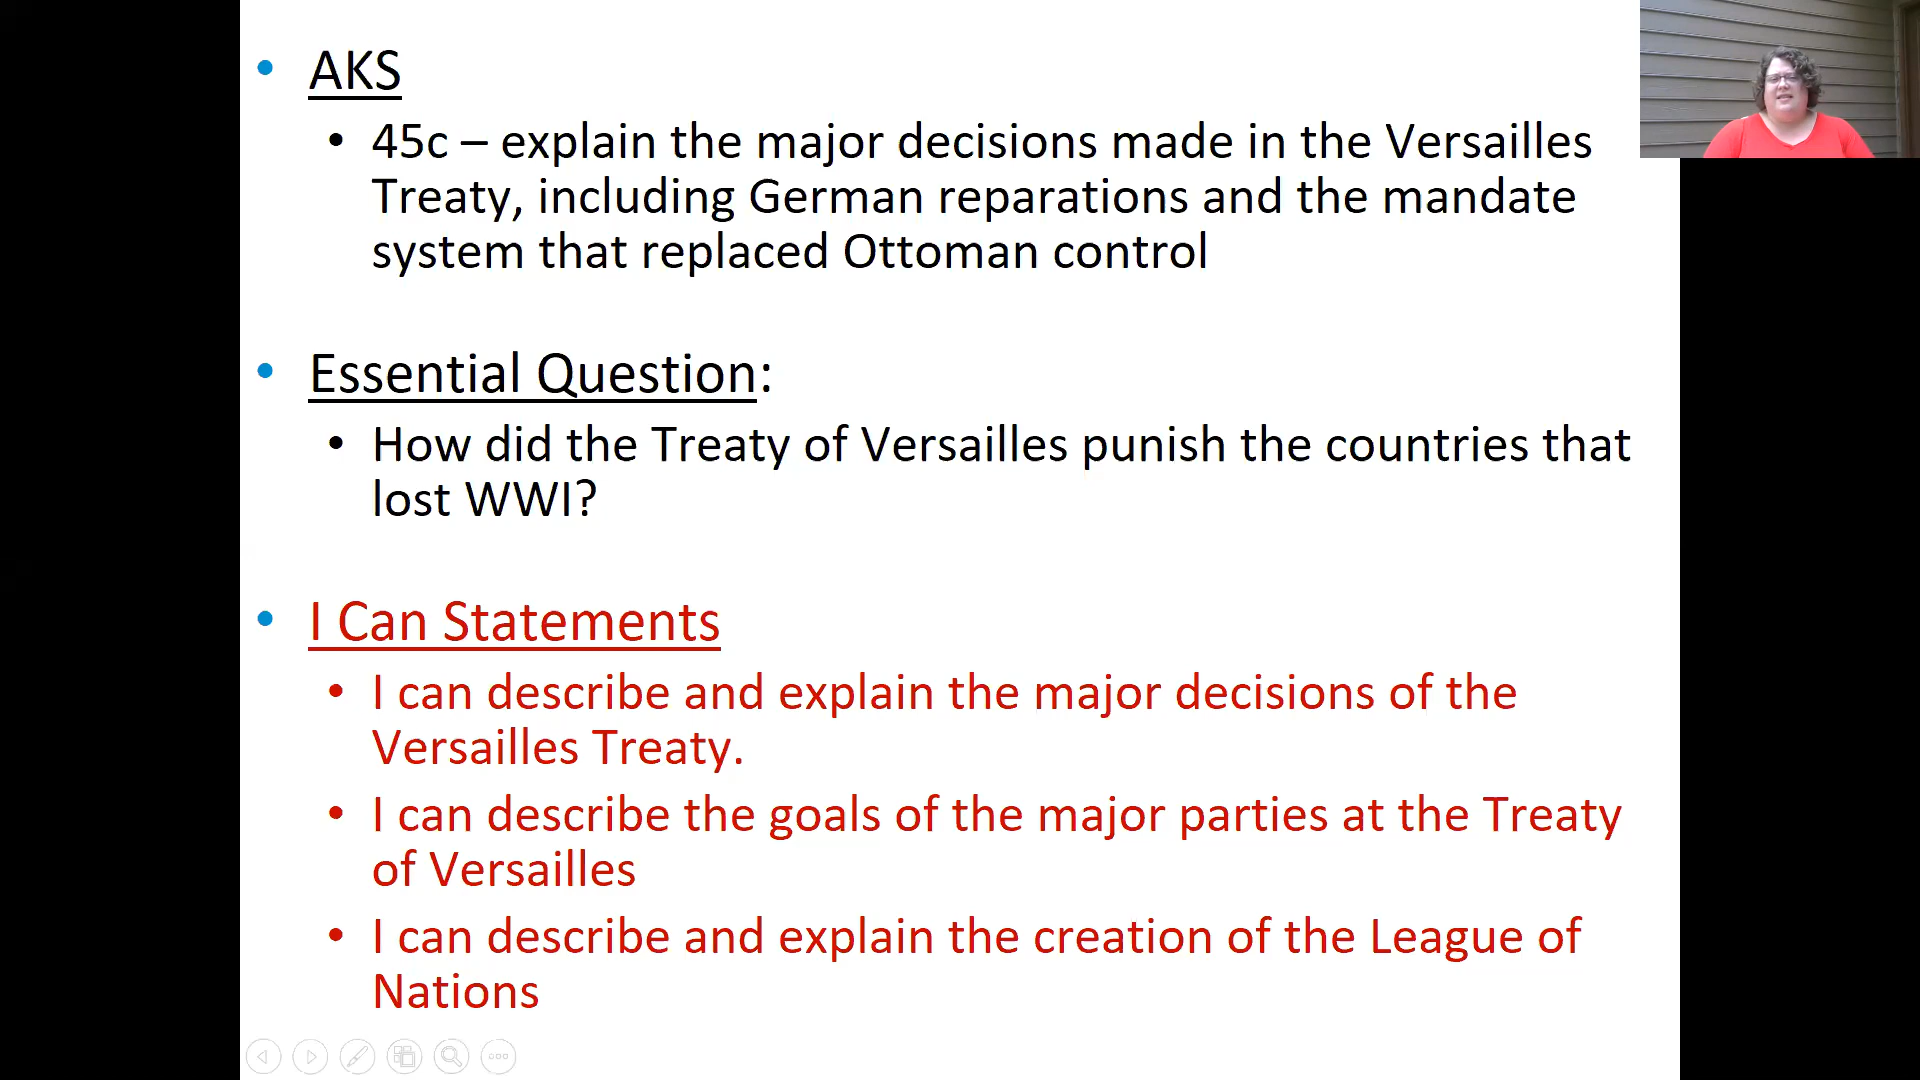 • AKS
• 45c – explain the major decisions made in the Versailles
Treaty, including German reparations and the mandate
system that replaced Ottoman control
• Essential Question:
• How did the Treaty of Versailles punish the countries that
lost WWI?
• I Can Statements
• I can describe and explain the major decisions of the
Versailles Treaty.
• I can describe the goals of the major parties at the Treaty
of Versailles
• I can describe and explain the creation of the League of
Nations